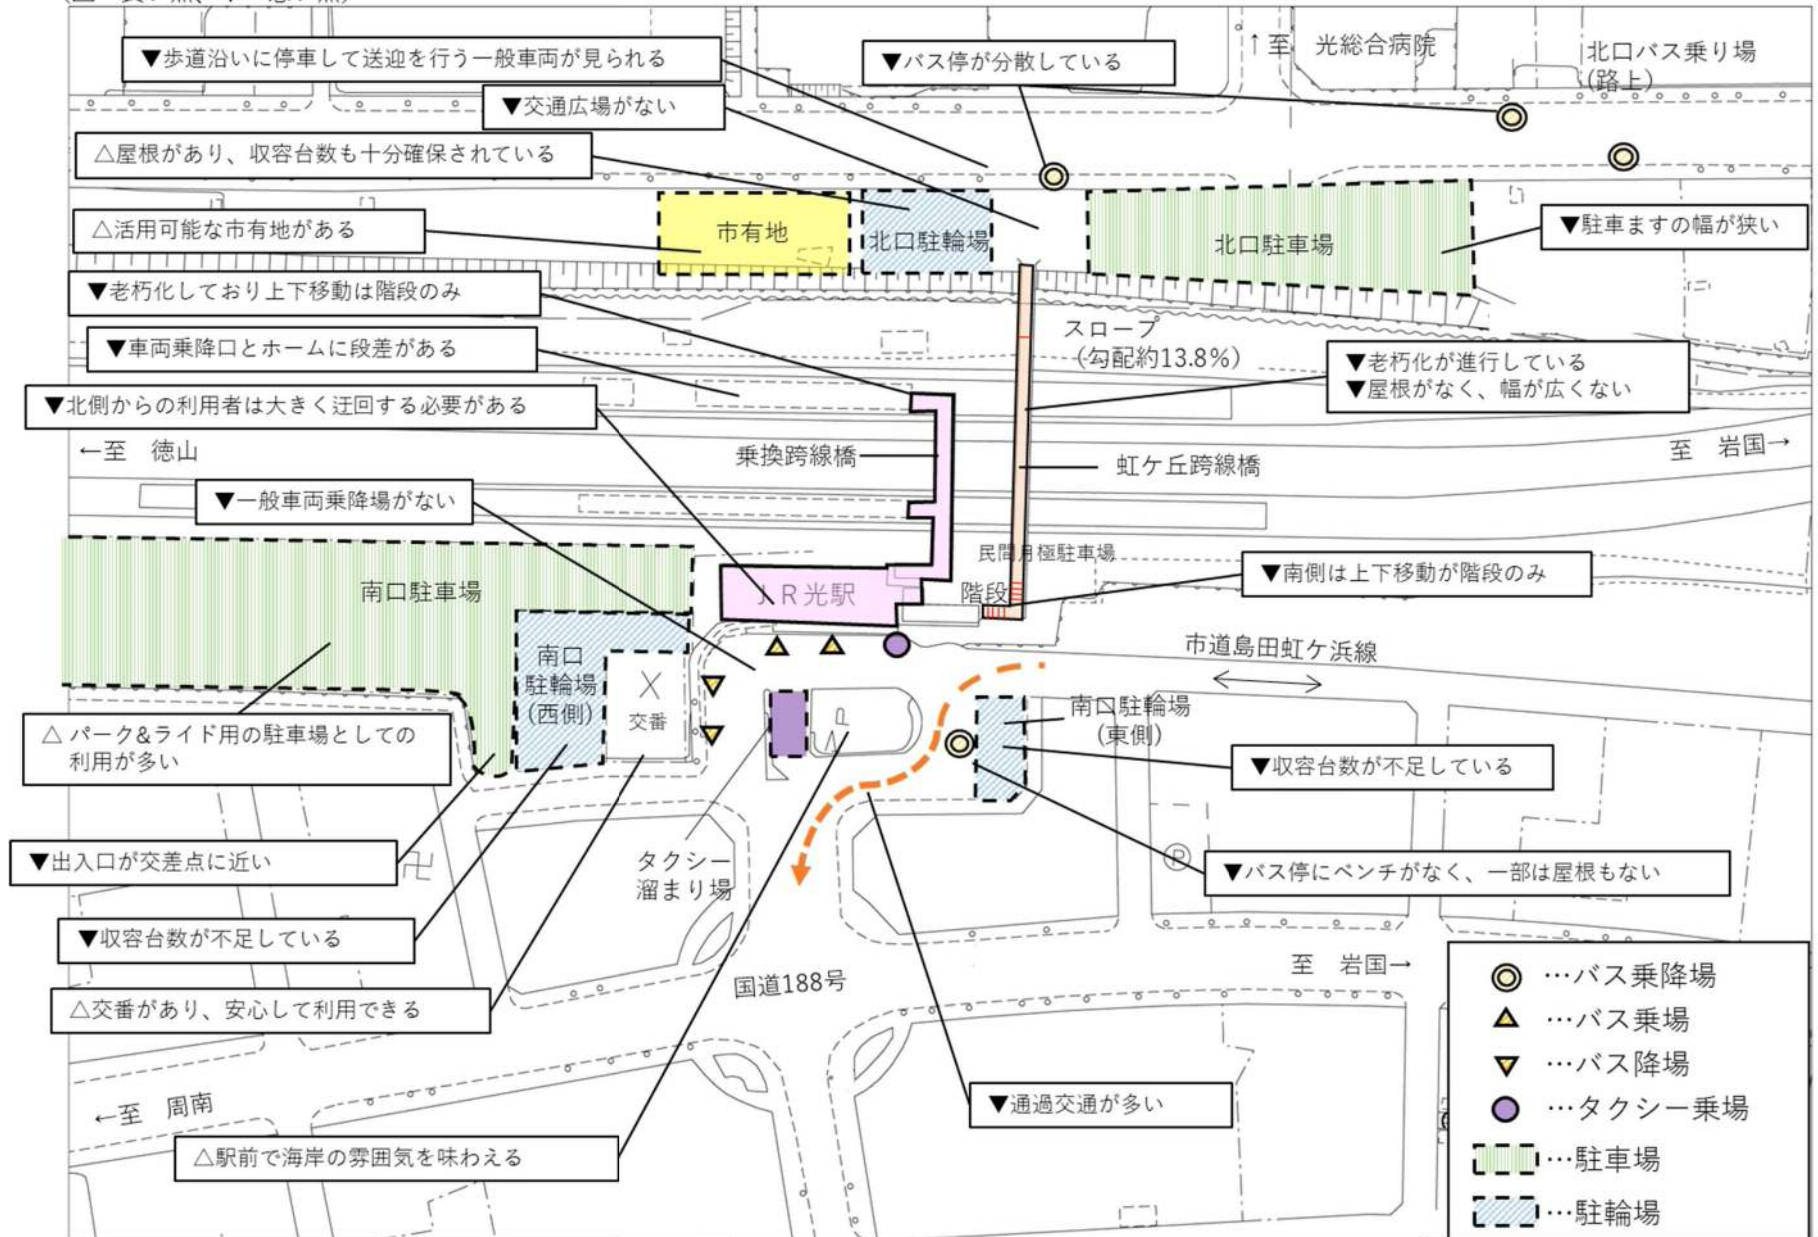 ▼歩道沿いに停車して送迎を行う一般車両が見られる
▼バス停が分散している
↑至 光総合病院
北口バス乗り場
(路上)
▼交通広場がない
△屋根があり、収容台数も十分確保されている
△活用可能な市有地がある
市有地
北口駐輪場
北口駐車場
▼駐車ますの幅が狭い
▼老朽化しており上下移動は階段のみ
スロープ
(勾配約13.8%)
▼車両乗降口とホームに段差がある
▼老朽化が進行している
▼屋根がなく、幅が広くない
▼北側からの利用者は大きく迂回する必要がある
←至 徳山
乗換跨線橋
虹ケ丘跨線橋
至 岩国→
▼一般車両乗降場がない
民間月極駐車場
▼南側は上下移動が階段のみ
南口駐車場
JR光駅
階段
市道島田虹ケ浜線
南口
駐輪場
(西側)
交番
南口駐輪場
(東側)
△ パーク&ライド用の駐車場としての
利用が多い
▼収容台数が不足している
▼出入口が交差点に近い
卍
タクシー
溜まり場
P
▼バス停にベンチがなく、一部は屋根もない
▼収容台数が不足している
国道188号
至 岩国→
△交番があり、安心して利用できる
←至 周南
▼通過交通が多い
△駅前で海岸の雰囲気を味わえる
…バス乗降場
…バス乗場
…バス降場
…タクシー乗場
…駐車場
…駐輪場